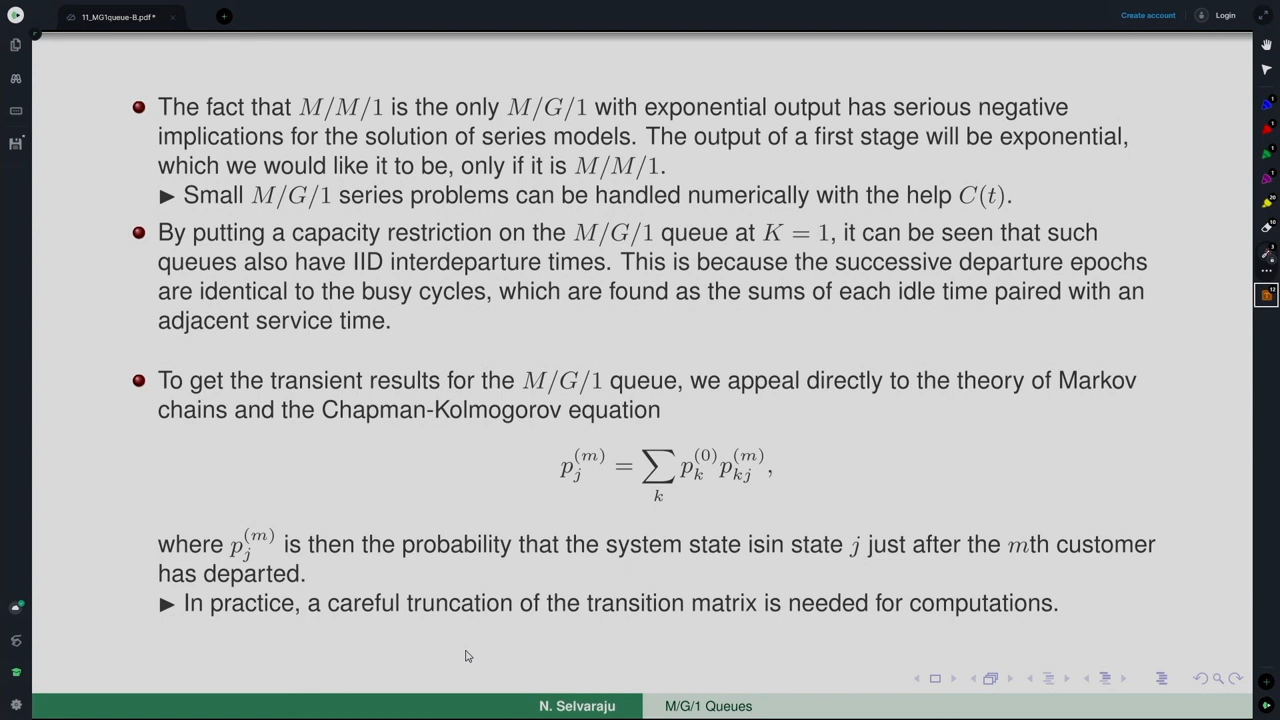 11_MG1queue-B.pdf*
Create account
Login
The fact that M/M/1 is the only M/G/1 with exponential output has serious negative
implications for the solution of series models. The output of a first stage will be exponential,
which we would like it to be, only if it is M/M/1.
▶ Small M/G/1 series problems can be handled numerically with the help C(t).
By putting a capacity restriction on the M/G/1 queue at K = 1, it can be seen that such
queues also have IID interdeparture times. This is because the successive departure epochs
are identical to the busy cycles, which are found as the sums of each idle time paired with an
adjacent service time.
To get the transient results for the M/G/1 queue, we appeal directly to the theory of Markov
chains and the Chapman-Kolmogorov equation
p_j^{(m)} = \sum_k p_k^{(0)} p_{kj}^{(m)},
where p_j^{(m)} is then the probability that the system state isin state j just after the mth customer
has departed.
▶ In practice, a careful truncation of the transition matrix is needed for computations.
N. Selvaraju
M/G/1 Queues